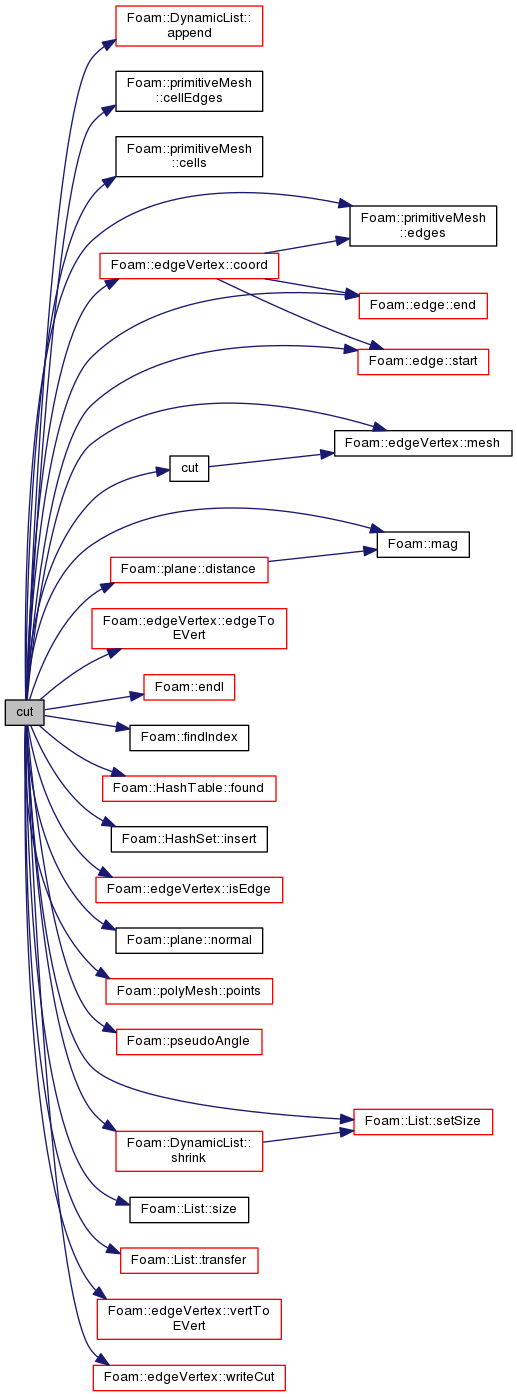 Foam::DynamicList::
append
Foam::primitiveMesh
::cellEdges
Foam::primitiveMesh
::cells
Foam::primitiveMesh
::edges
Foam::edgeVertex::coord
Foam::edge::end
Foam::edge::start
Foam::edgeVertex::mesh
cut
Foam::mag
Foam::plane::distance
Foam::edgeVertex::edgeTo
EVert
Foam::endl
cut
Foam::findIndex
Foam::HashTable::found
Foam::HashSet::insert
Foam::edgeVertex::isEdge
Foam::plane::normal
Foam::polyMesh::points
Foam::pseudoAngle
Foam::List::setSize
Foam::DynamicList::
shrink
Foam::List::size
Foam::List::transfer
Foam::edgeVertex::vertTo
EVert
Foam::edgeVertex::writeCut